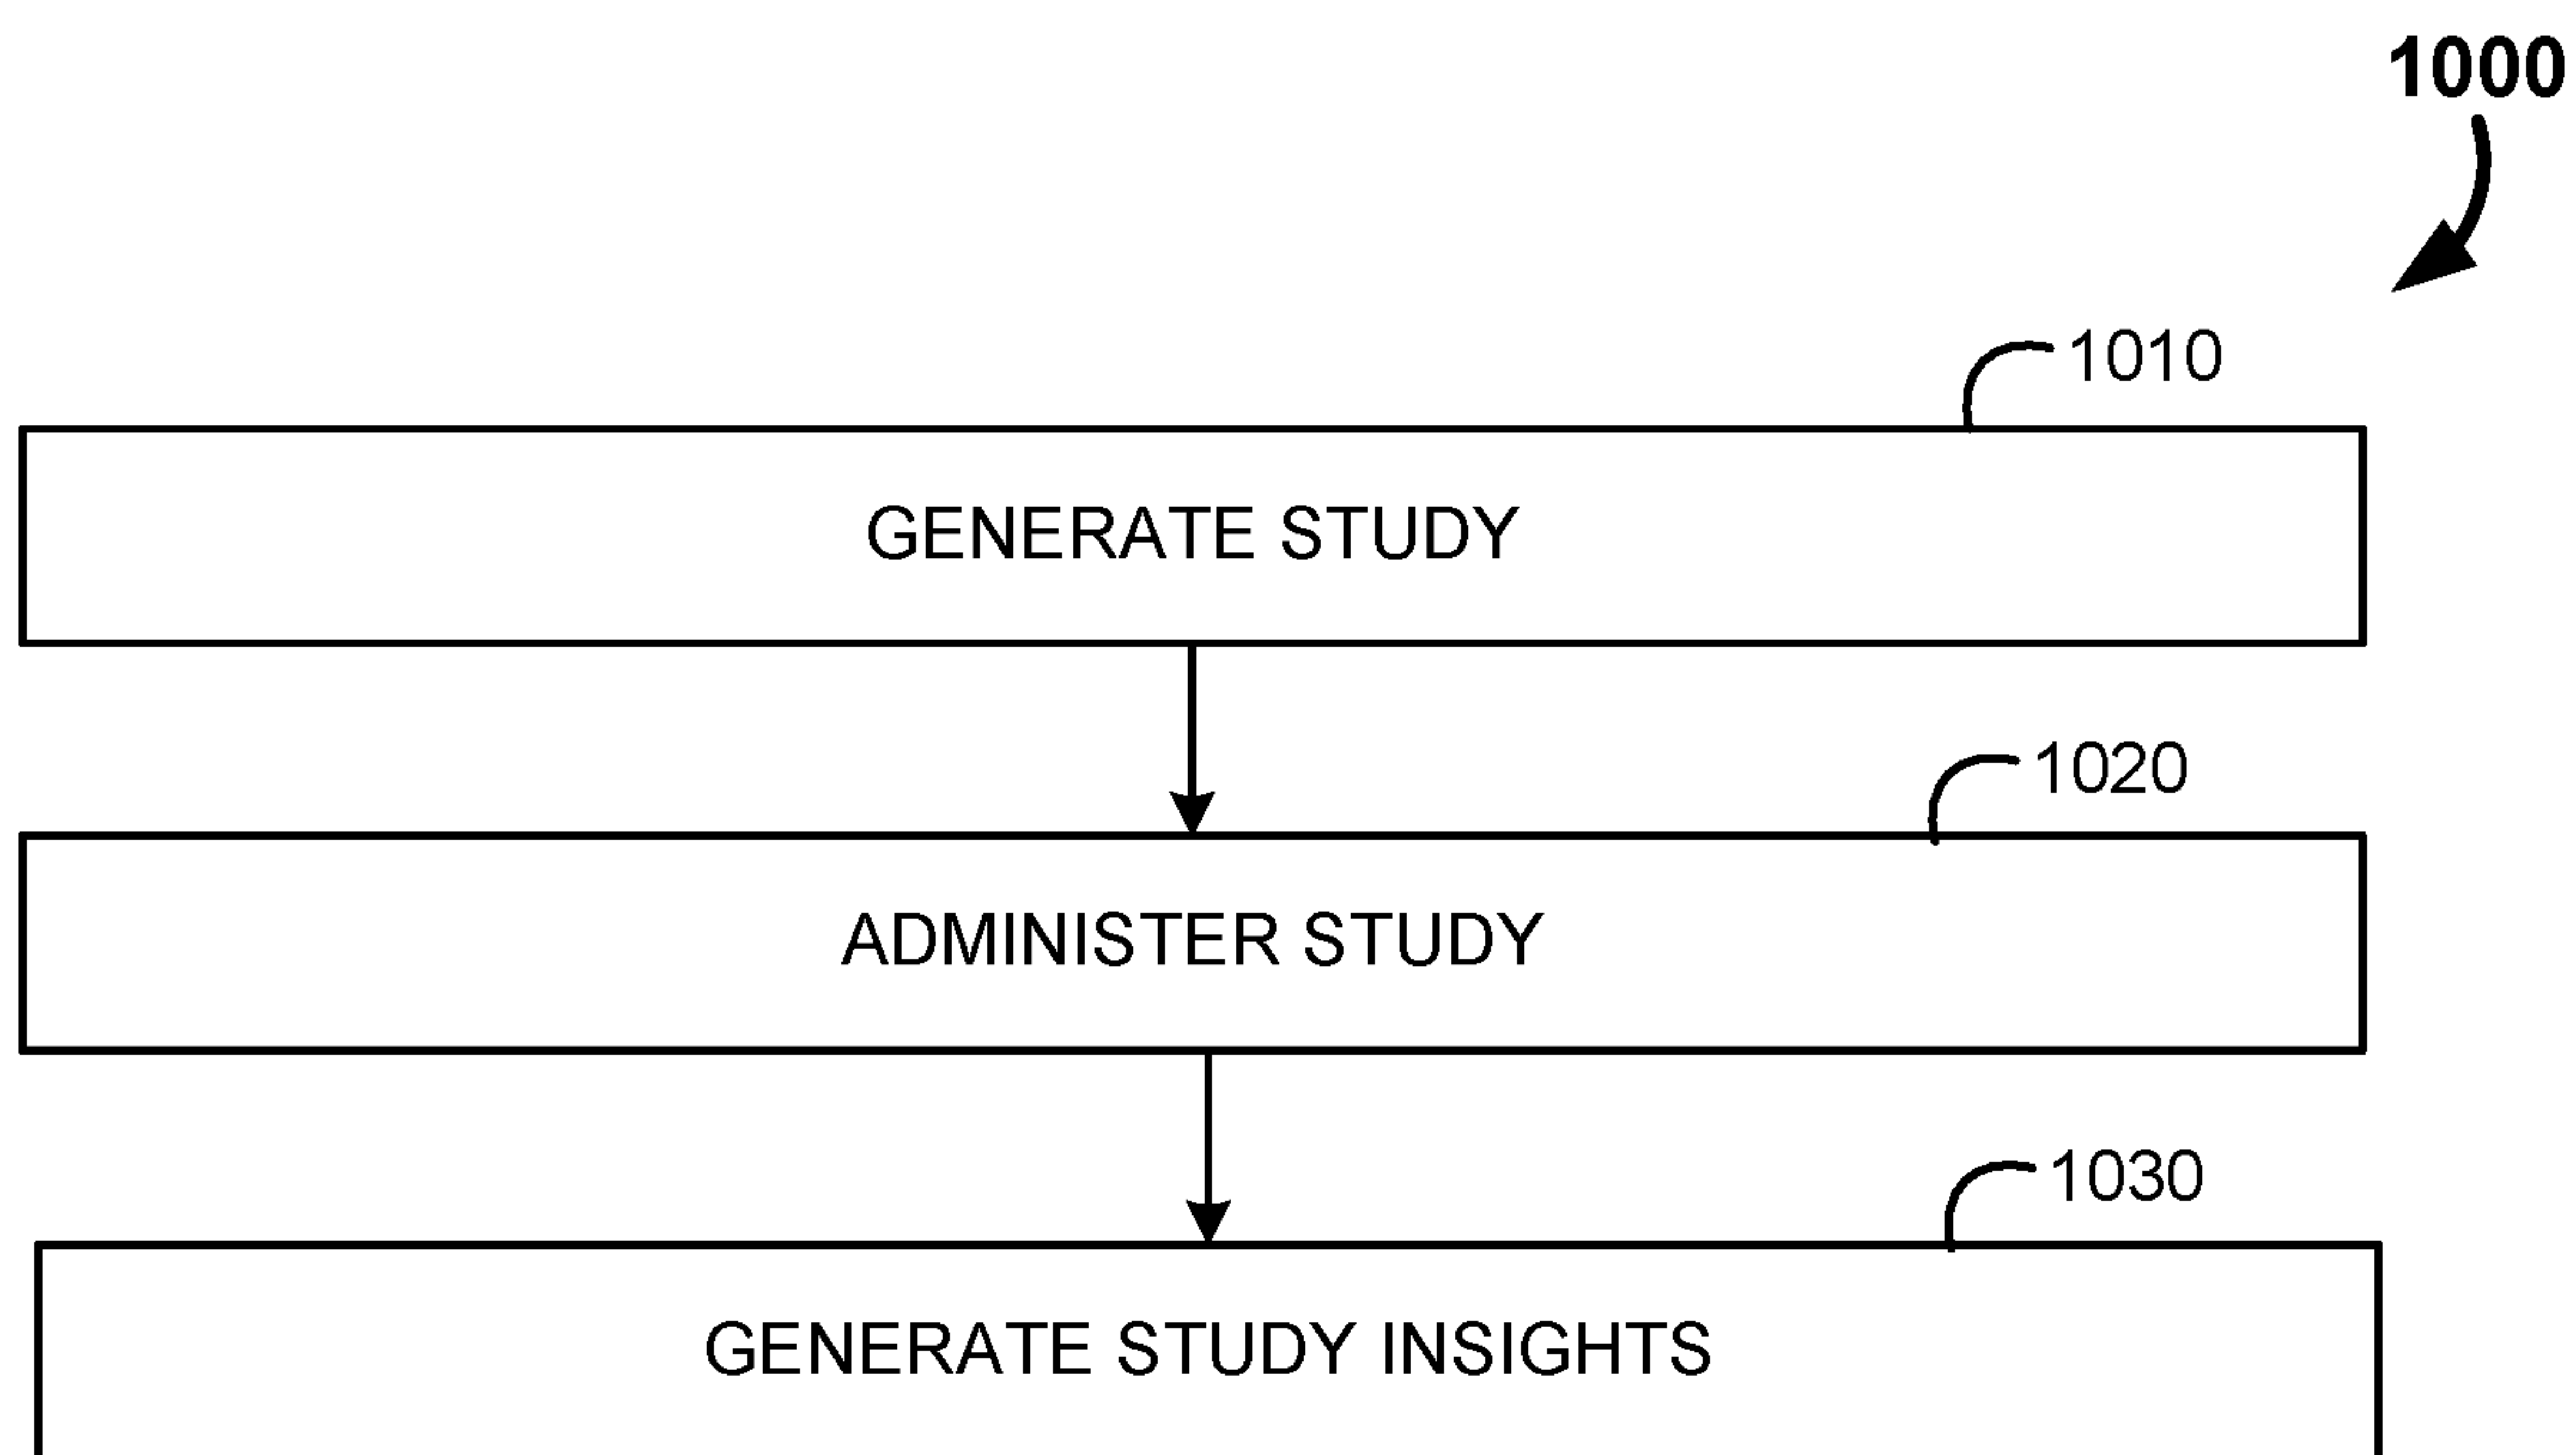 1000
1010
GENERATE STUDY
1020
ADMINISTER STUDY
1030
GENERATE STUDY INSIGHTS